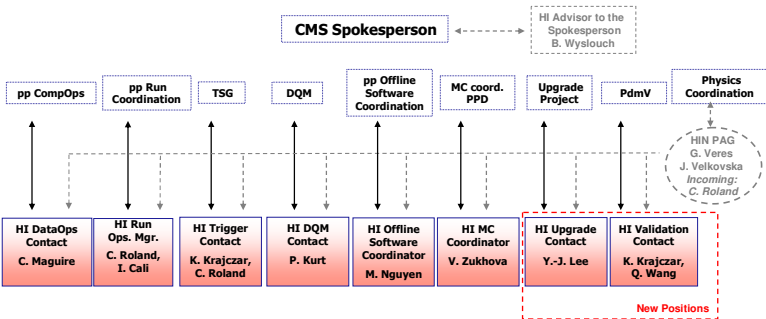 CMS Spokesperson
HI Advisor to the
Spokesperson
B. Wyslouch
pp CompOps
pp Run
Coordination
TSG
DQM
pp Offline
Software
Coordination
MC coord.
PPD
Upgrade
Project
PdmV
Physics
Coordination
HIN PAG
G. Veres
J. Velkovska
Incoming:
C. Roland
HI DataOps
Contact
C. Maguire
HI Run
Ops. Mgr.
C. Roland,
I. Cali
HI Trigger
Contact
K. Krajczar,
C. Roland
HI DQM
Contact
P. Kurt
HI Offline
Software
Coordinator
M. Nguyen
HI MC
Coordinator
V. Zukhova
HI Upgrade
Contact
Y.-J. Lee
HI Validation
Contact
K. Krajczar,
Q. Wang
New Positions